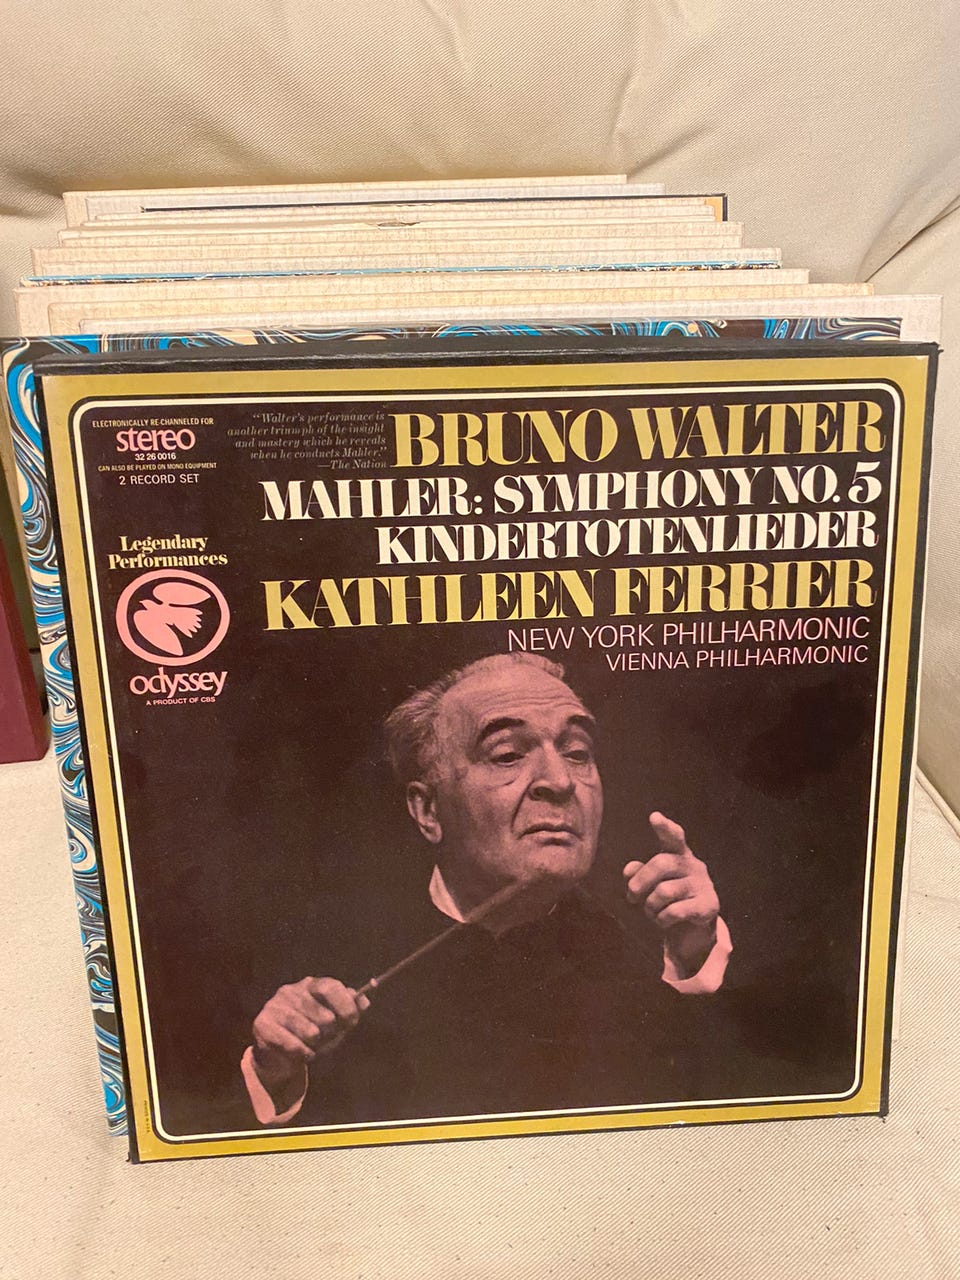 ELECTRONICALLY RE-CHANNELED FOR
stereo
32 26 0016
CAN ALSO BE PLAYED ON MONO EQUIPMENT
2 RECORD SET
"Walter's performance is
another triumph of the insight
and mastery which he reveals
when he conducts Mahler."
—The Nation
BRUNO WALTER
MAHLER: SYMPHONY NO. 5
KINDERTOTENLIEDER
KATHLEEN FERRIER
NEW YORK PHILHARMONIC
VIENNA PHILHARMONIC
Legendary
Performances
odyssey
A PRODUCT OF CBS